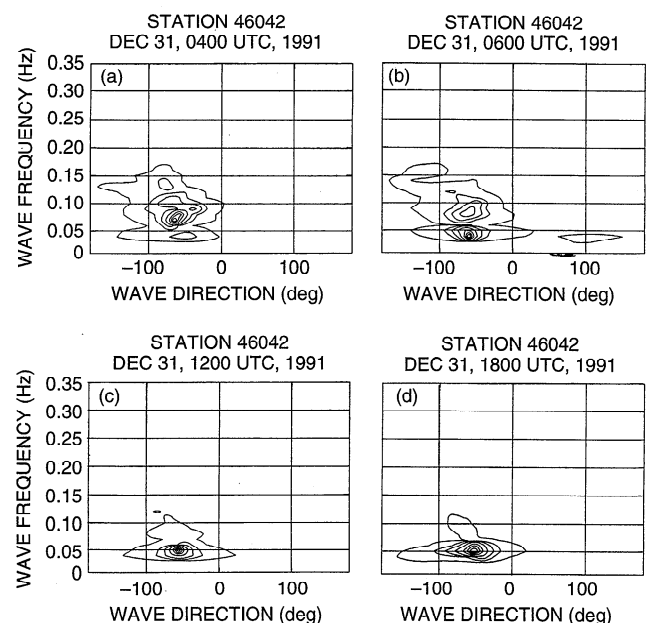 STATION 46042
DEC 31, 0400 UTC, 1991
STATION 46042
DEC 31, 0600 UTC, 1991
WAVE FREQUENCY (Hz)
0.35
0.30
0.25
0.20
0.15
0.10
0.05
0
(a)
(b)
−100 0 100
−100 0 100
WAVE DIRECTION (deg)
WAVE DIRECTION (deg)
STATION 46042
DEC 31, 1200 UTC, 1991
STATION 46042
DEC 31, 1800 UTC, 1991
WAVE FREQUENCY (Hz)
0.35
0.30
0.25
0.20
0.15
0.10
0.05
0
(c)
(d)
−100 0 100
−100 0 100
WAVE DIRECTION (deg)
WAVE DIRECTION (deg)